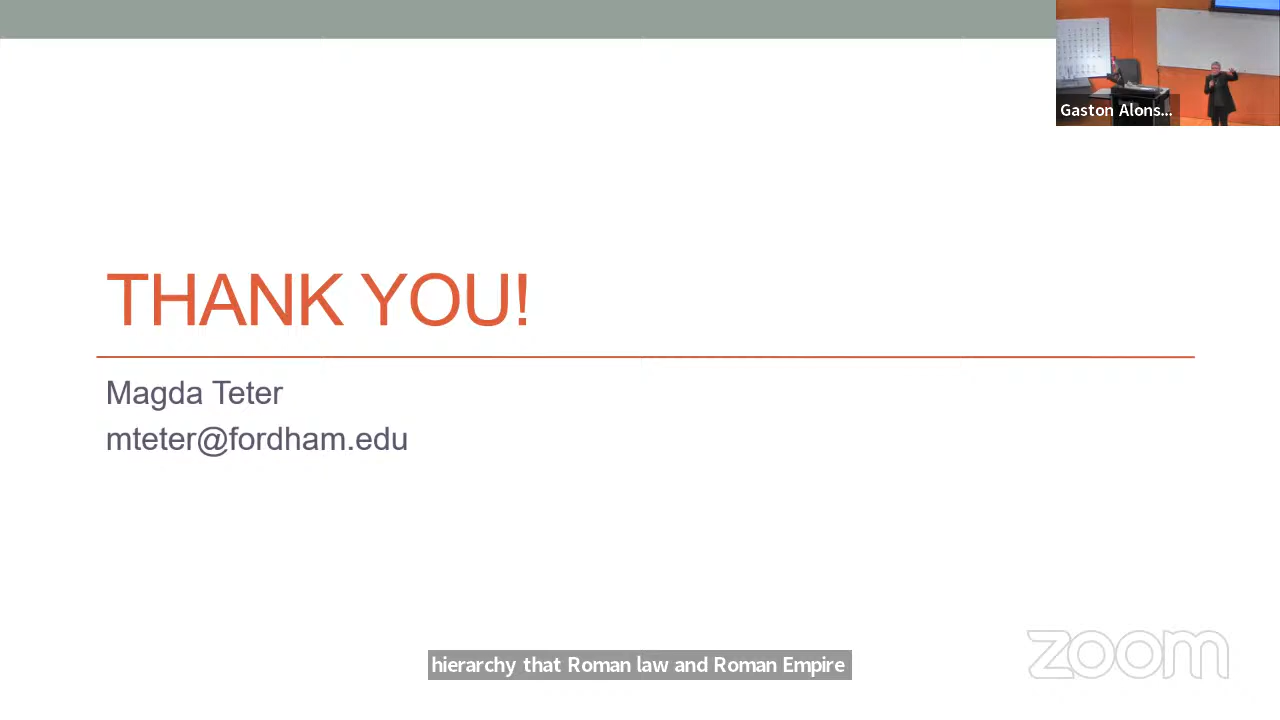 Gaston Alons...
THANK YOU!
Magda Teter
mteter@fordham.edu
hierarchy that Roman law and Roman Empire
zoom